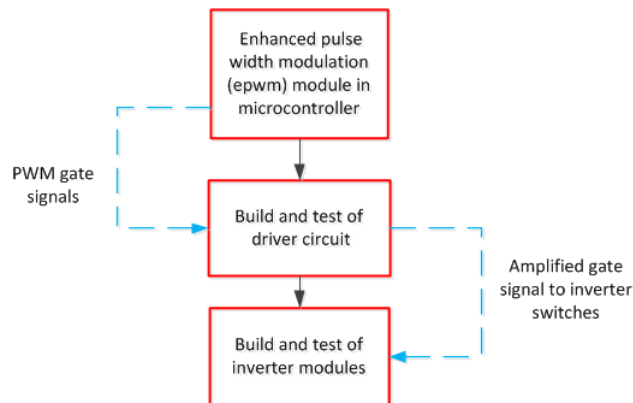 Enhanced pulse
width modulation
(epwm) module in
microcontroller
PWM gate
signals
Build and test of
driver circuit
Amplified gate
signal to inverter
switches
Build and test of
inverter modules